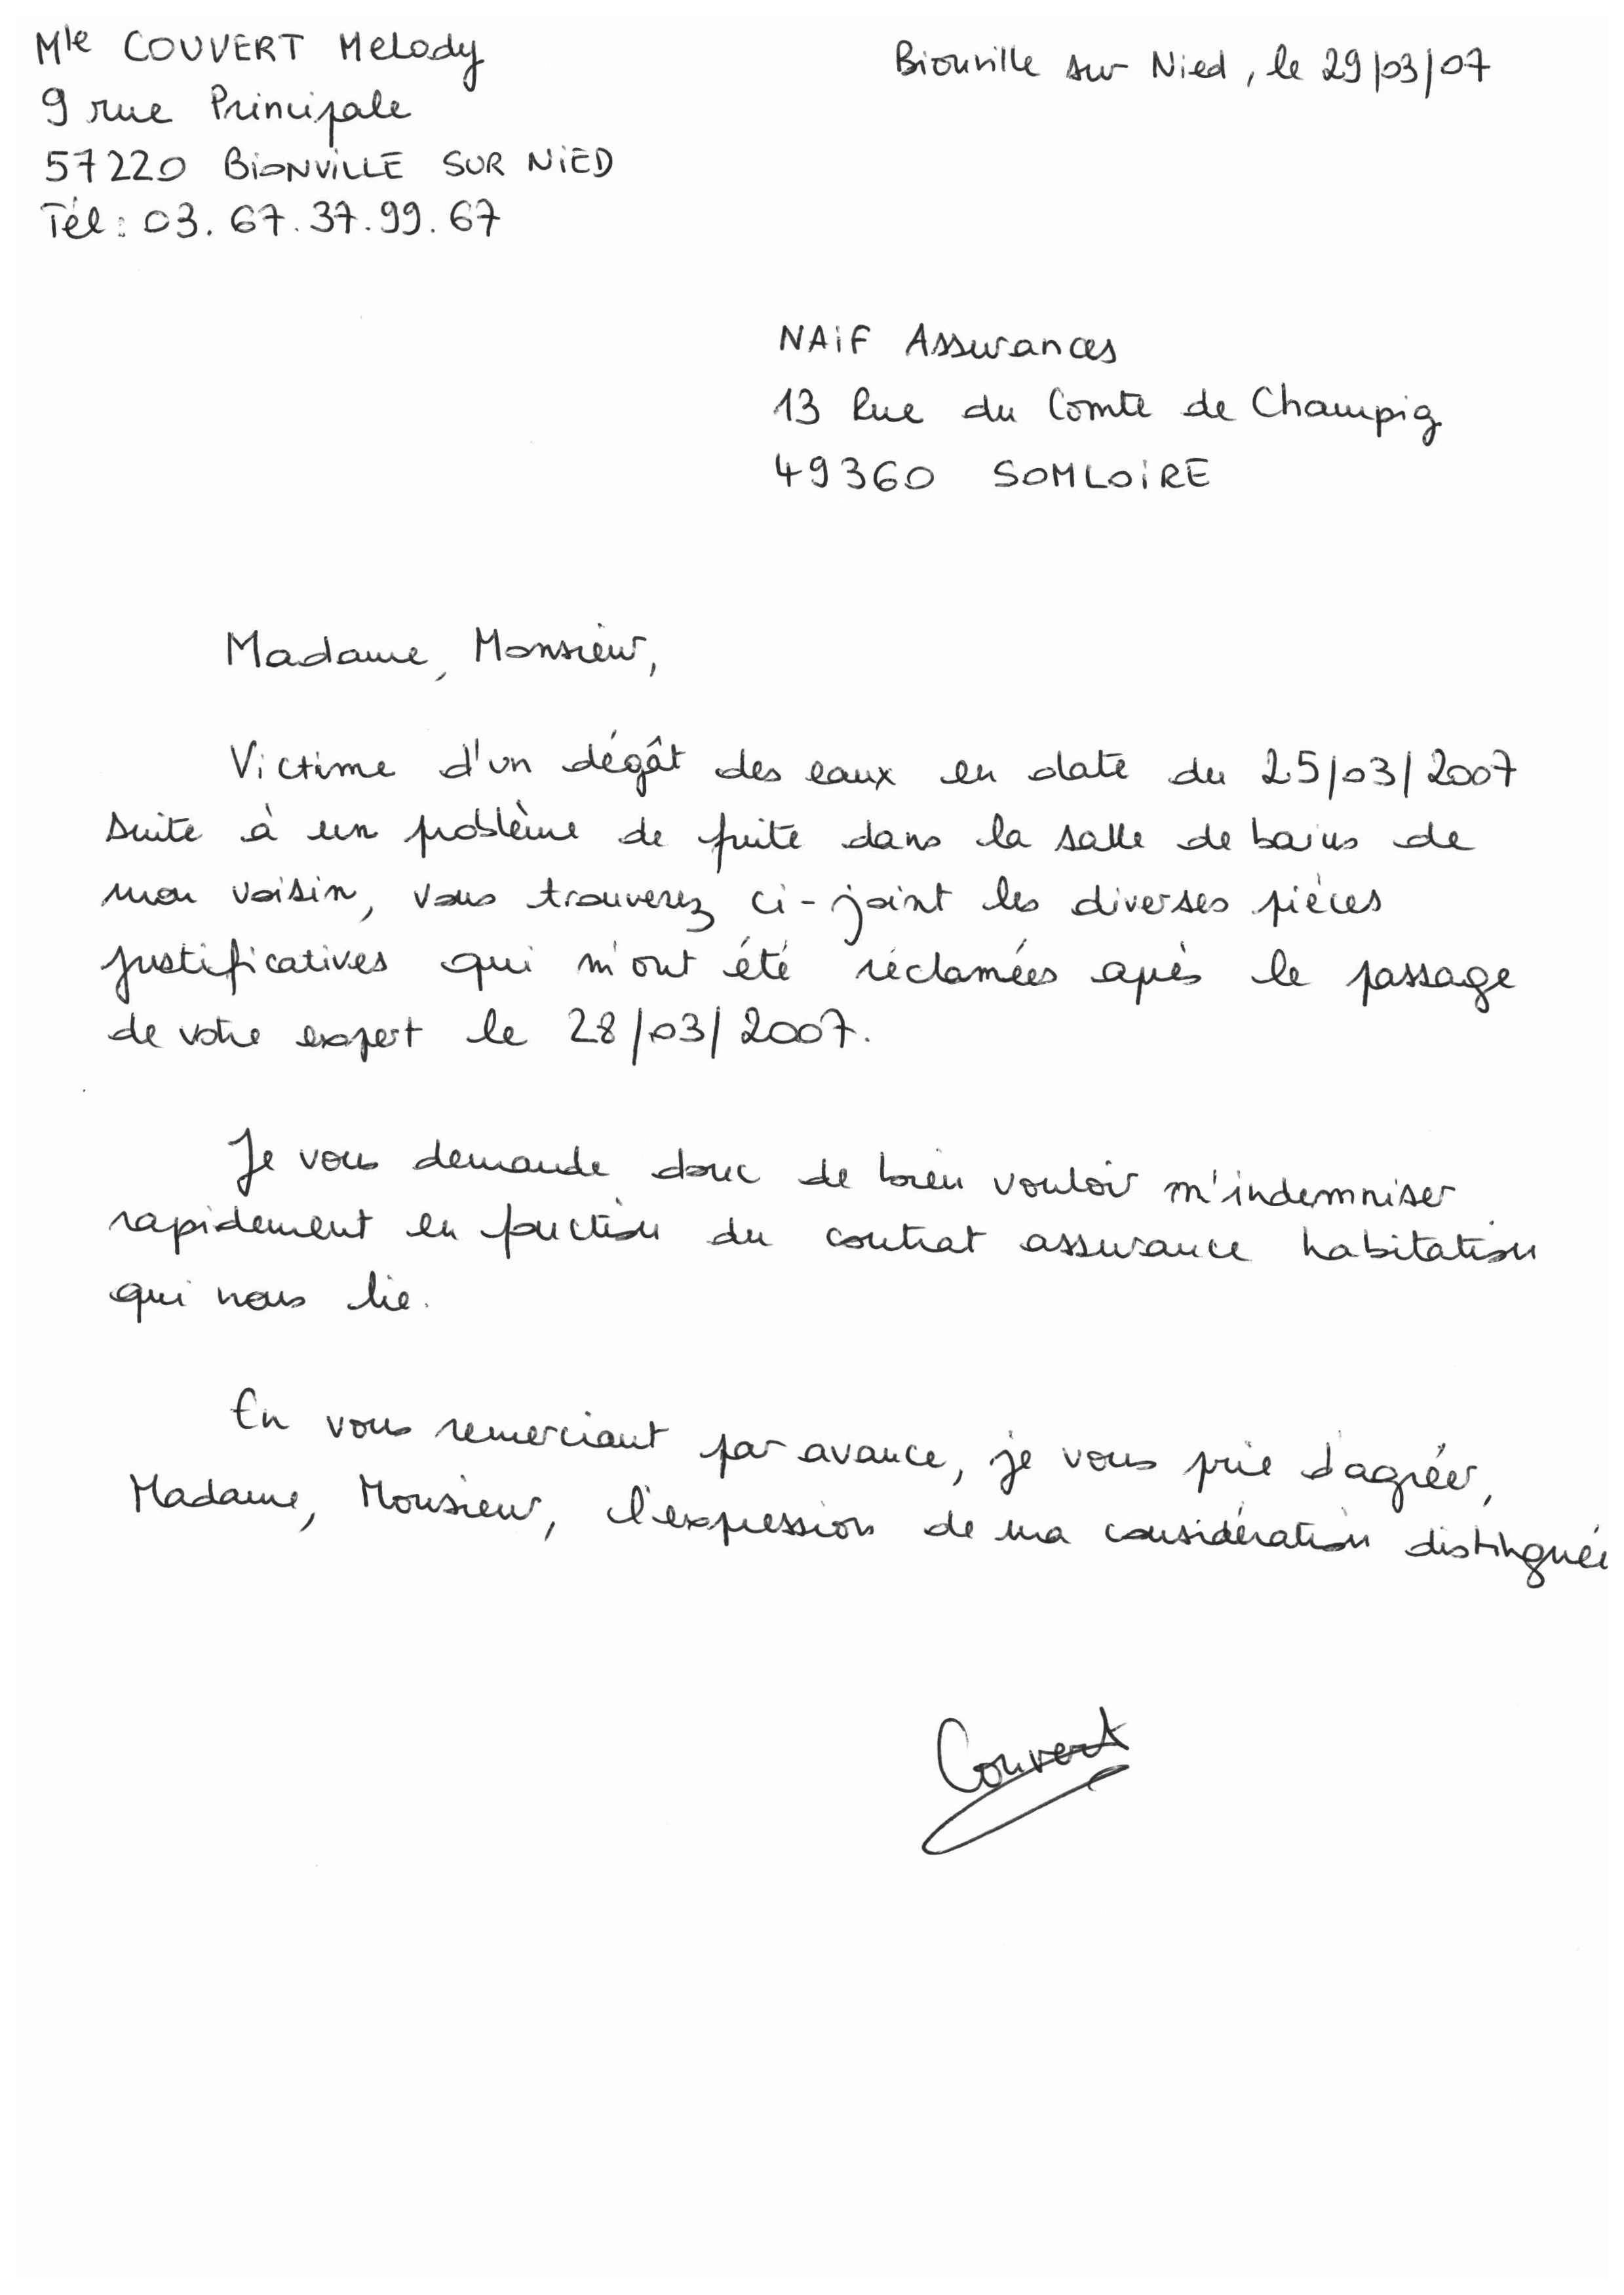 Mle COUVERT Melody
Bionville sur Nied, le 29/03/07
9 rue Principale
57220 BIONVILLE SUR NIED
Tél : 03.67.37.99.67
NAIF Assurances
13 Rue du Comte de Champig
49360 SOMLOIRE
Madame, Monsieur,
Victime d'un dégât des eaux en date du 25/03/2007
suite à un problème de fuite dans la salle de bains de
mon voisin, vous trouverez ci-joint les diverses pièces
justificatives qui m'ont été réclamées après le passage
de votre expert le 28/03/2007.
Je vous demande donc de bien vouloir m'indemniser
rapidement en fonction du contrat assurance habitation
qui nous lie.
En vous remerciant par avance, je vous prie d'agréer,
Madame, Monsieur, l'expression de ma considération distinguée
Couvert